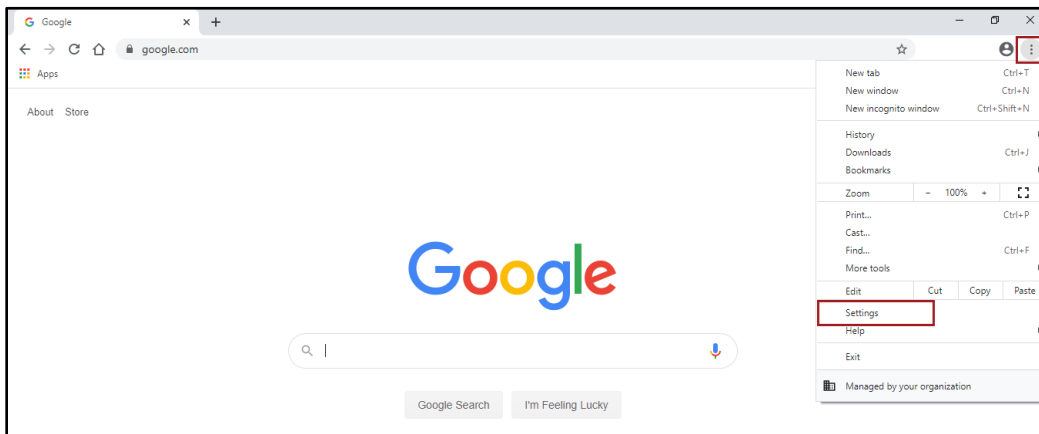 Google
google.com
Apps
About Store
New tab Ctrl+T
New window Ctrl+N
New incognito window Ctrl+Shift+N
History
Downloads Ctrl+J
Bookmarks
Zoom - 100% +
Print... Ctrl+P
Cast...
Find... Ctrl+F
More tools
Edit Cut Copy Paste
Settings
Help
Exit
Managed by your organization
Google
Google Search I'm Feeling Lucky